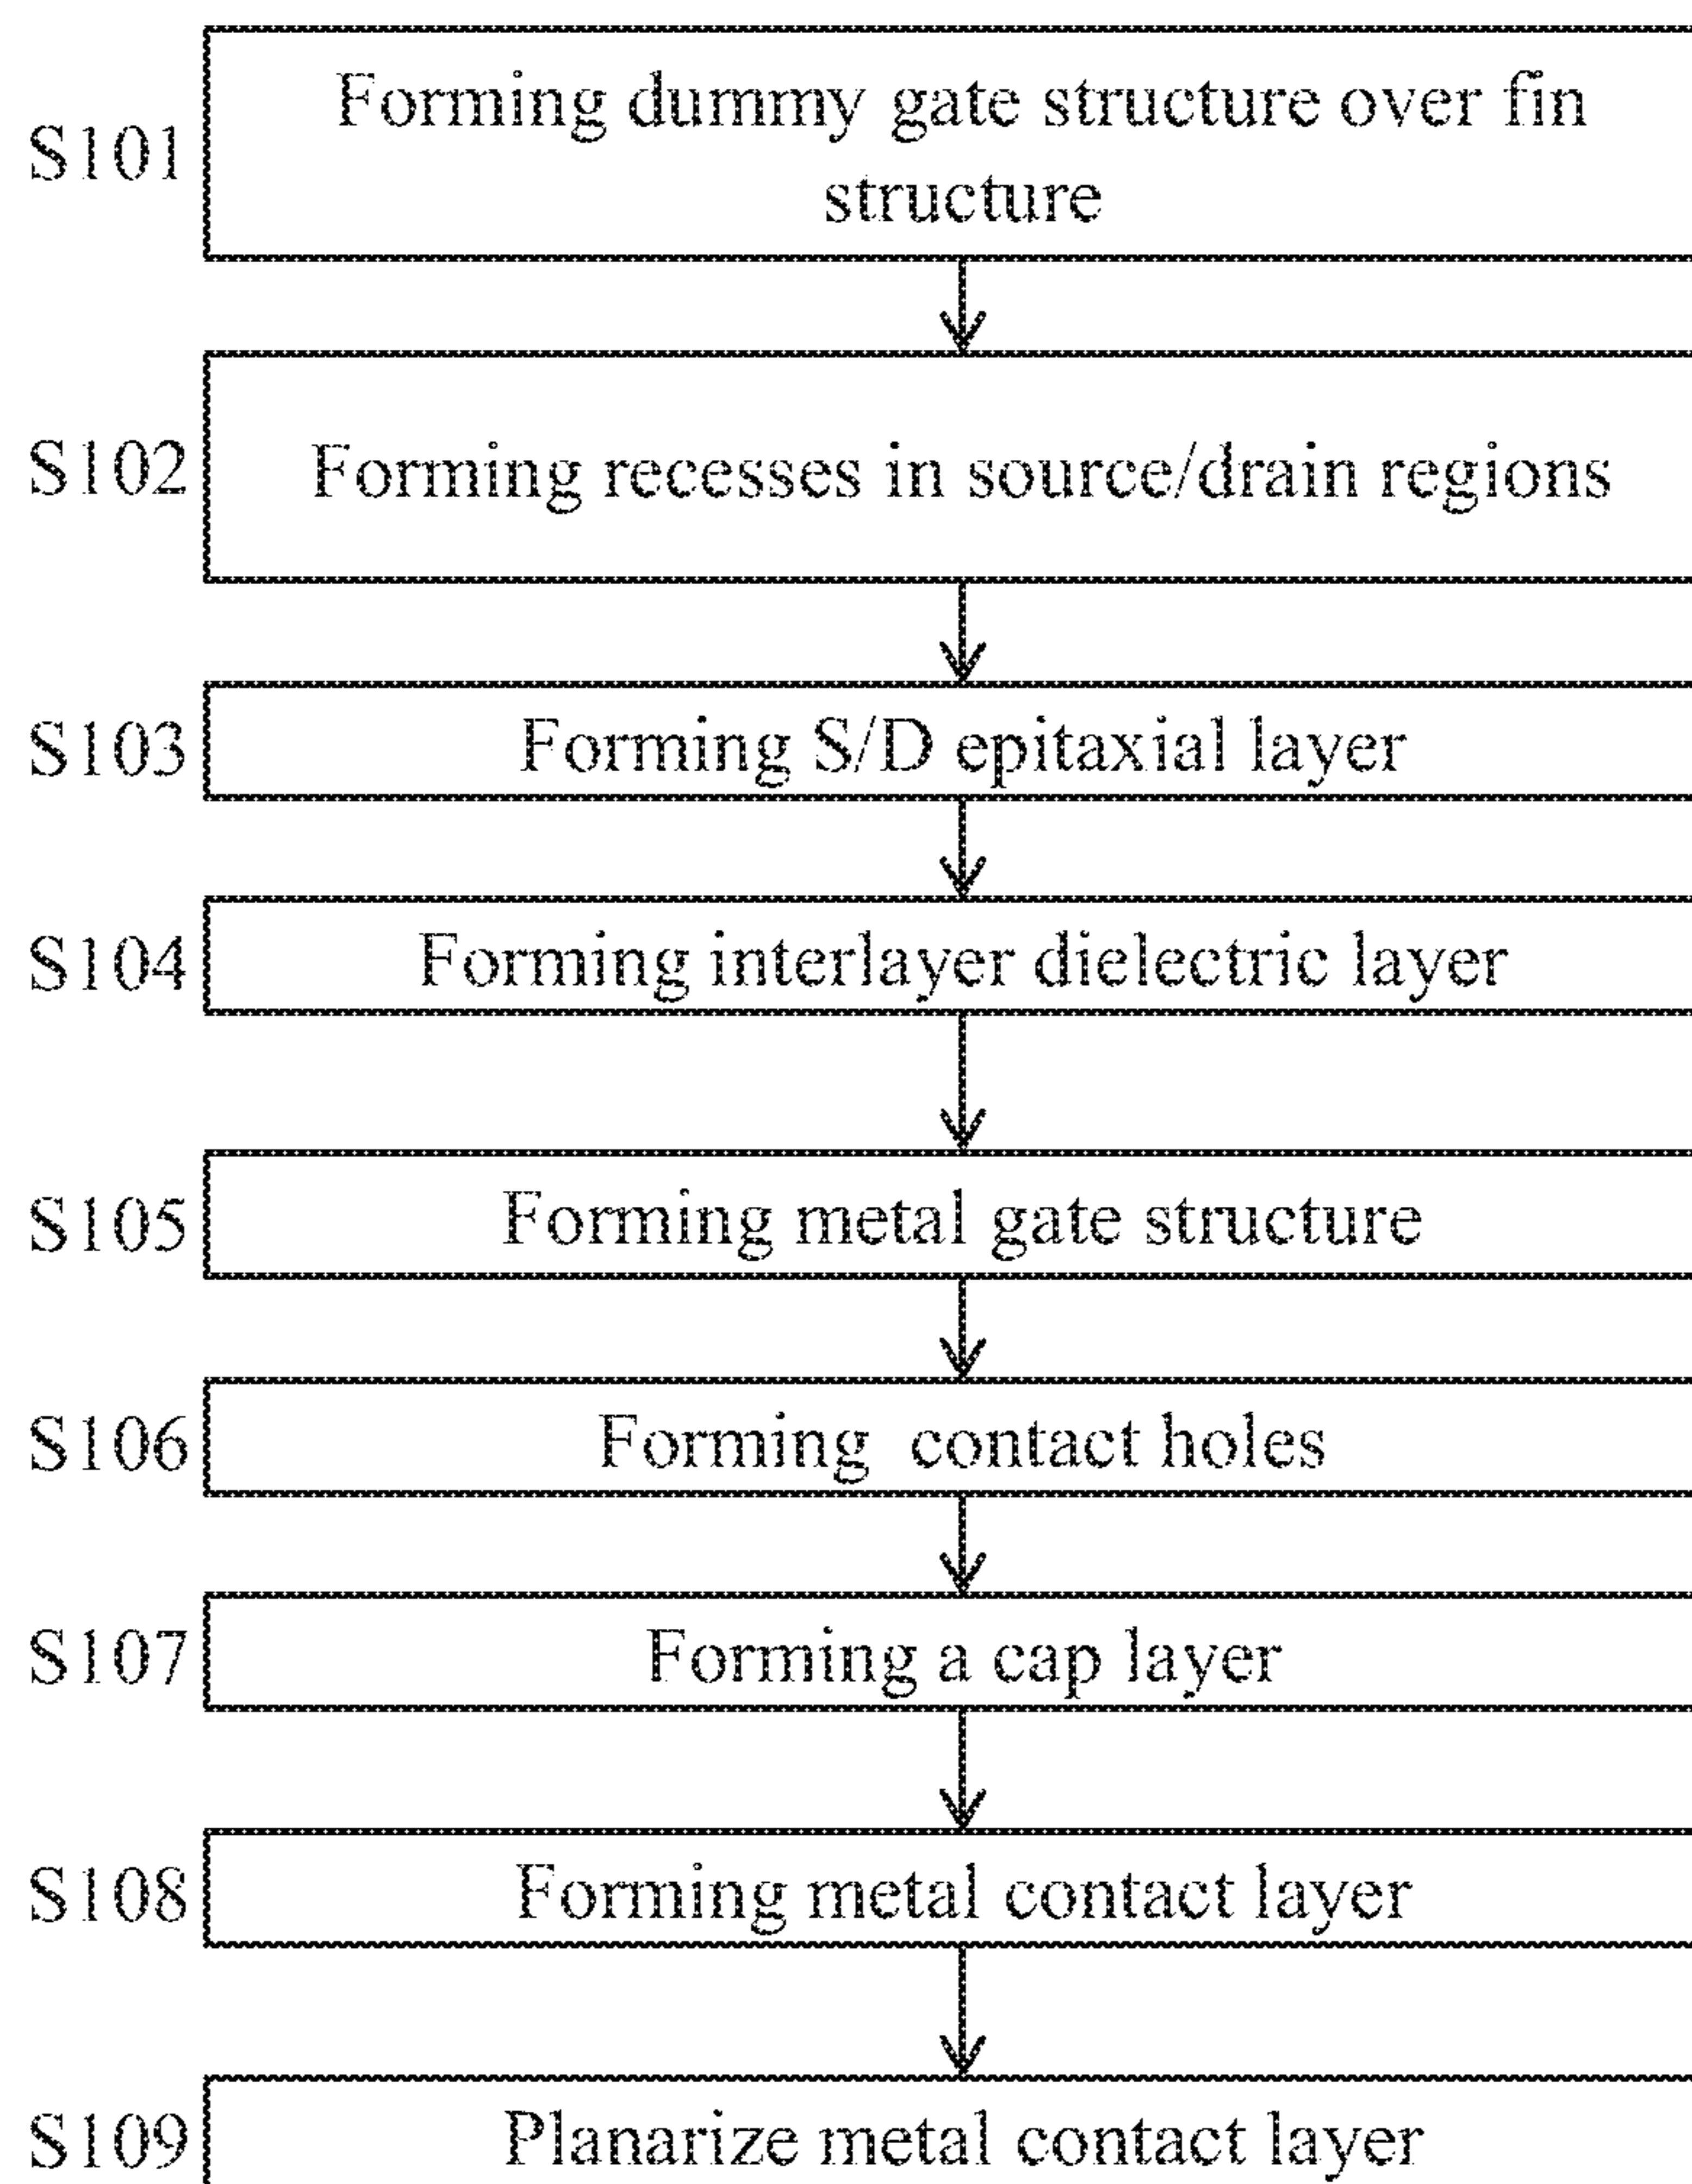 S101
Forming dummy gate structure over fin
structure
S102
Forming recesses in source/drain regions
S103
Forming S/D epitaxial layer
S104
Forming interlayer dielectric layer
S105
Forming metal gate structure
S106
Forming contact holes
S107
Forming a cap layer
S108
Forming metal contact layer
S109
Planarize metal contact layer